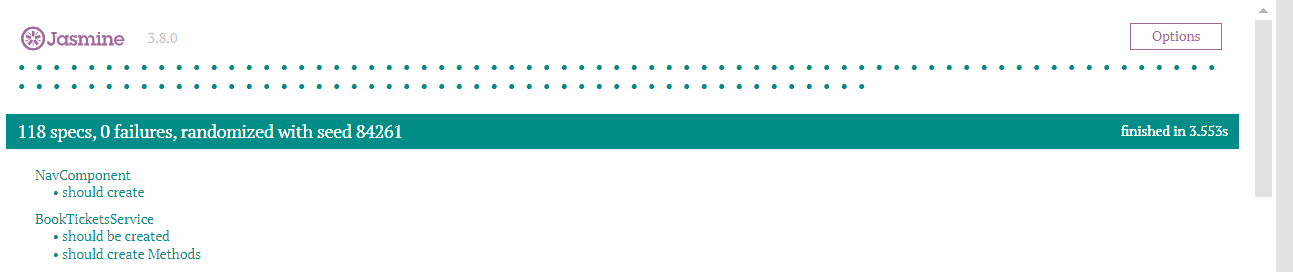 Jasmine 3.8.0 Options
118 specs, 0 failures, randomized with seed 84261 finished in 3.553s
NavComponent
• should create
BookTicketsService
• should be created
• should create Methods